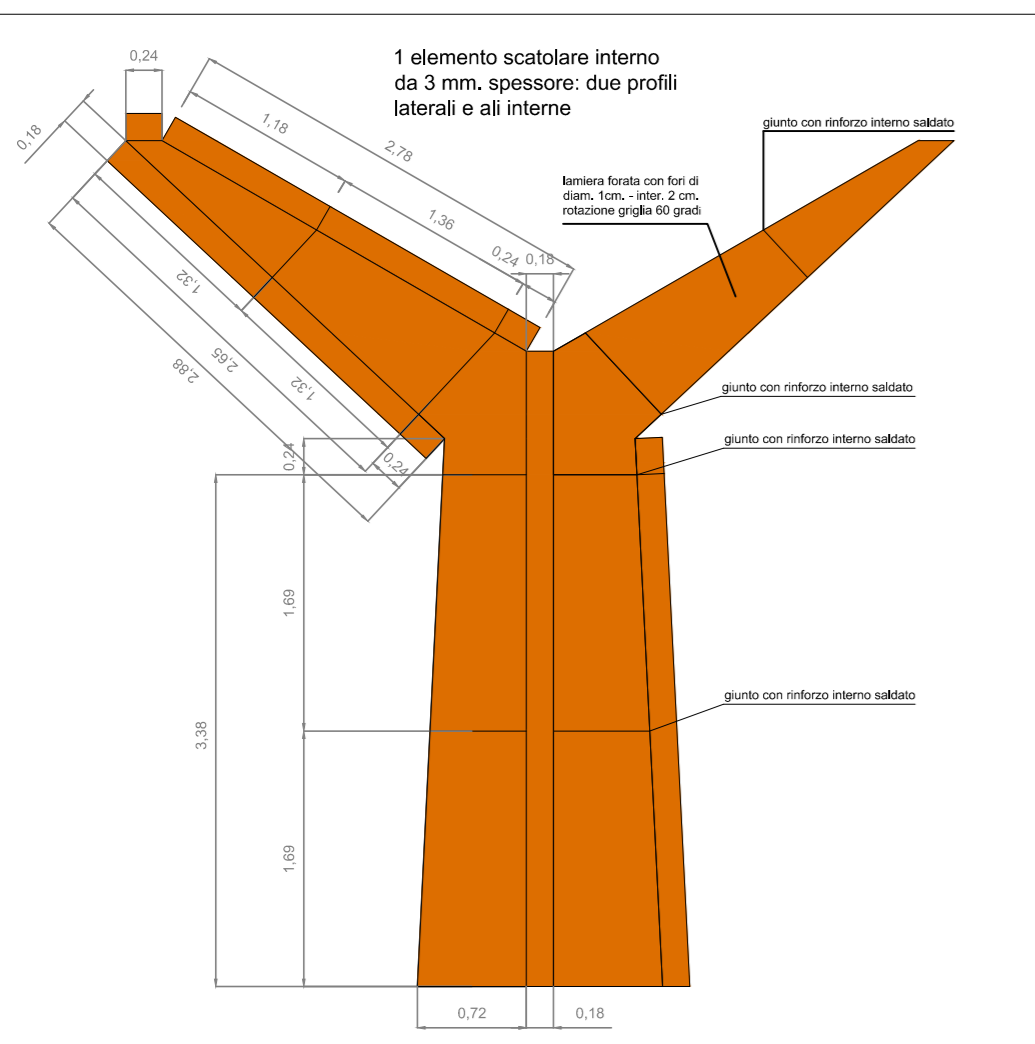 1 elemento scatolare interno
da 3 mm. spessore: due profili
laterali e ali interne
0,24
0,18
1,18
2,78
1,36
0,24
0,18
giunto con rinforzo interno saldato
lamiera forata con fori di
diam. 1cm. - inter. 2 cm.
rotazione griglia 60 gradi
1,32
2,65
2,88
1,32
0,24
0,24
giunto con rinforzo interno saldato
giunto con rinforzo interno saldato
1,69
3,38
giunto con rinforzo interno saldato
1,69
0,72
0,18